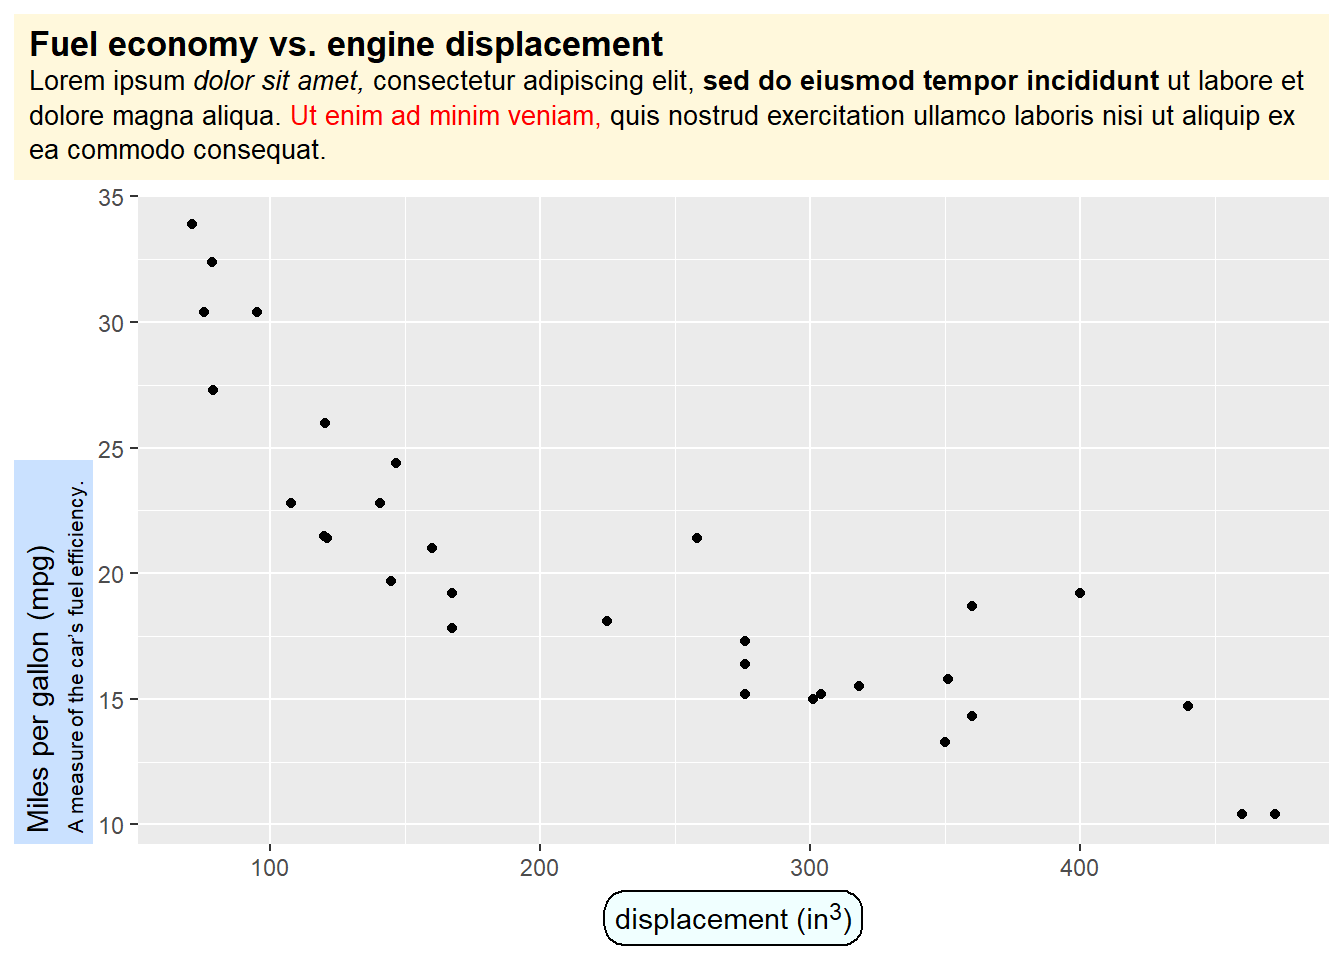 Fuel economy vs. engine displacement
Lorem ipsum dolor sit amet, consectetur adipiscing elit, sed do eiusmod tempor incididunt ut labore et
dolore magna aliqua. Ut enim ad minim veniam, quis nostrud exercitation ullamco laboris nisi ut aliquip ex
ea commodo consequat.
Miles per gallon (mpg)
A measure of the car's fuel efficiency.
35
30
25
20
15
10
100 200 300 400
displacement (in³)